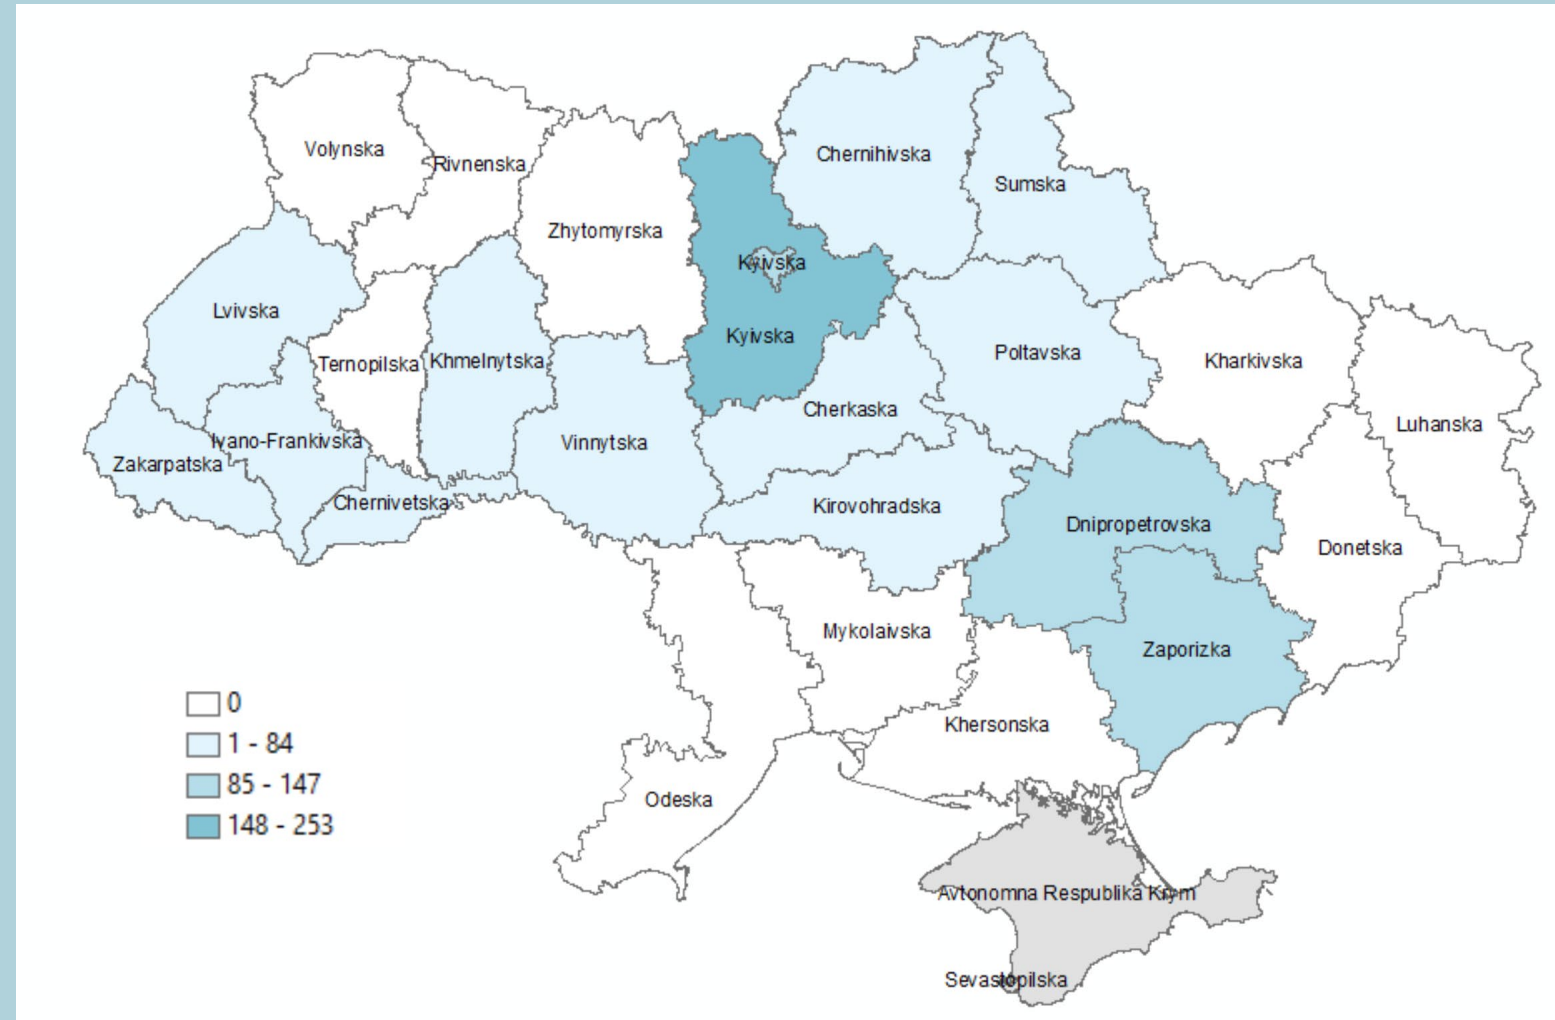 Volynska
Rivnenska
Chernihivska
Sumska
Zhytomyrska
Kyivska
Lvivska
Kyivska
Ternopilska
Khmelnytska
Poltavska
Kharkivska
Cherkaska
Luhanska
Ivano-Frankivska
Vinnytska
Zakarpatska
Chernivetska
Kirovohradska
Dnipropetrovska
Donetska
Mykolaivska
Zaporizka
Khersonska
Odeska
0
1 - 84
85 - 147
148 - 253
Avtonomna Respublika Krym
Sevastopilska